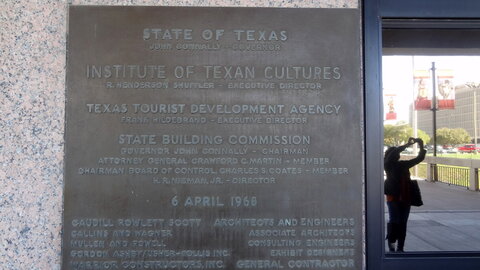 STATE OF TEXAS
JOHN CONNALLY - GOVERNOR
INSTITUTE OF TEXAN CULTURES
R. HENDERSON SHUFFLER - EXECUTIVE DIRECTOR
TEXAS TOURIST DEVELOPMENT AGENCY
FRANK HILDEBRAND - EXECUTIVE DIRECTOR
STATE BUILDING COMMISSION
GOVERNOR JOHN CONNALLY - CHAIRMAN
ATTORNEY GENERAL CRAWFORD C. MARTIN - MEMBER
CHAIRMAN BOARD OF CONTROL CHARLES S. COATES - MEMBER
H. R. NIEMAN, JR. - DIRECTOR
6 APRIL 1968
CAUDILL ROWLETT SCOTT ARCHITECTS AND ENGINEERS
CALLINS AND WAGNER ASSOCIATE ARCHITECTS
MULLEN AND POWELL CONSULTING ENGINEERS
GORDON ASHBY/USHER-FOLLIS INC. EXHIBIT DESIGNERS
WARRIOR CONSTRUCTORS, INC. GENERAL CONTRACTOR